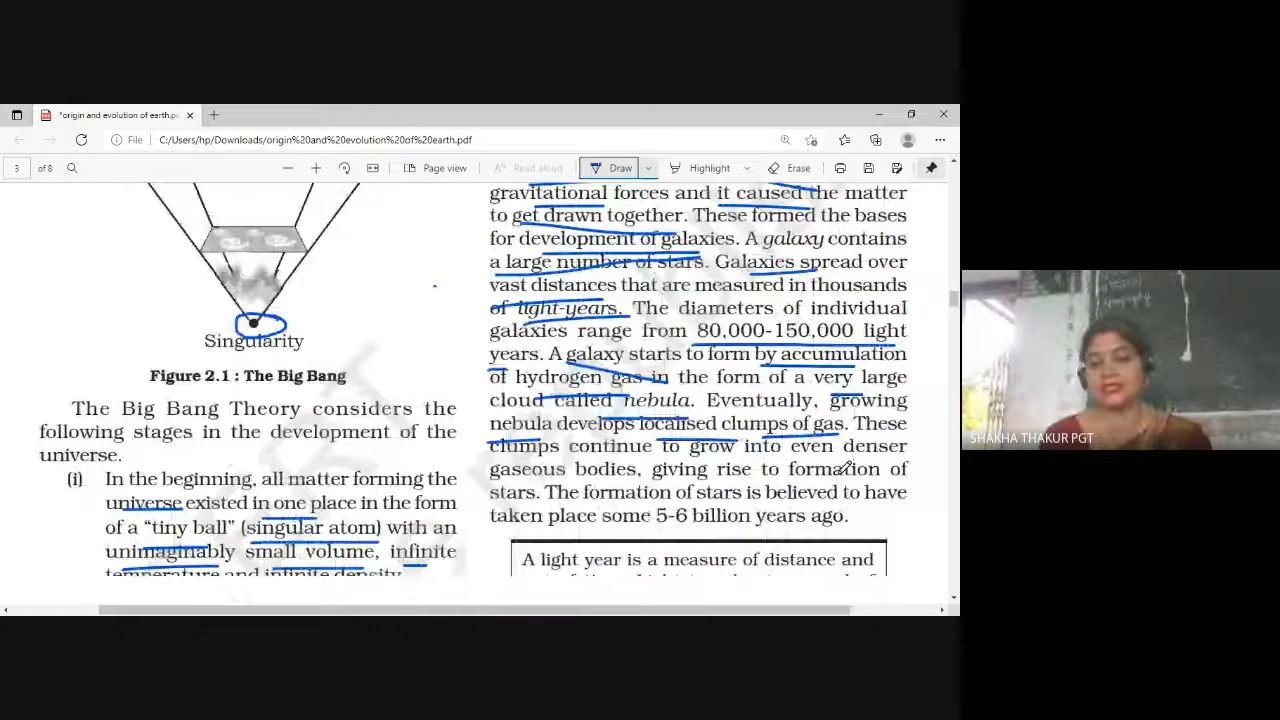 *origin and evolution of earth.p
File
C:/Users/hp/Downloads/origin%20and%20evolution%20of%20earth.pdf
3 of 8
Page view
Read aloud
Draw
Highlight
Erase
Singularity
Figure 2.1 : The Big Bang
The Big Bang Theory considers the
following stages in the development of the
universe.
(i) In the beginning, all matter forming the
universe existed in one place in the form
of a “tiny ball” (singular atom) with an
unimaginably small volume, infinite
temperature and infinite density.
gravitational forces and it caused the matter
to get drawn together. These formed the bases
for development of galaxies. A galaxy contains
a large number of stars. Galaxies spread over
vast distances that are measured in thousands
of light-years. The diameters of individual
galaxies range from 80,000-150,000 light
years. A galaxy starts to form by accumulation
of hydrogen gas in the form of a very large
cloud called nebula. Eventually, growing
nebula develops localised clumps of gas. These
clumps continue to grow into even denser
gaseous bodies, giving rise to formation of
stars. The formation of stars is believed to have
taken place some 5-6 billion years ago.
A light year is a measure of distance and
SHAKHA THAKUR PGT